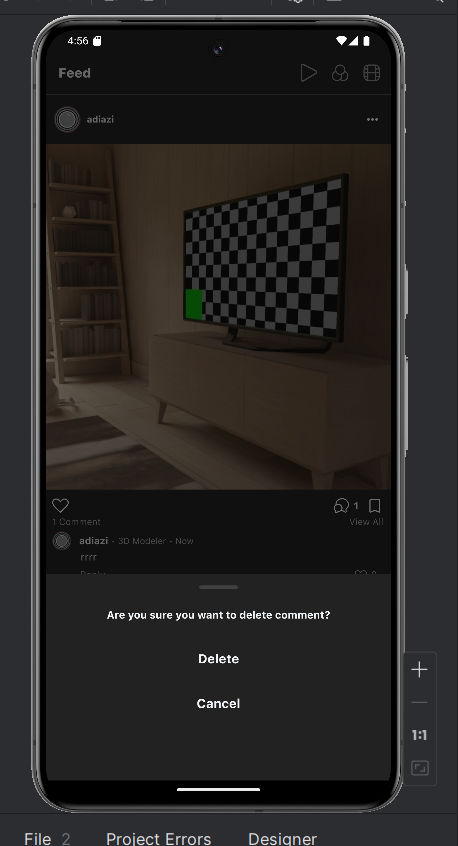 4:56
Feed
adiazi
1 1 Comment
View All
adiazi - 3D Modeler - Now
rrrr
Reply 0
Are you sure you want to delete comment?
Delete
Cancel
1:1
File 2 Project Errors Designer